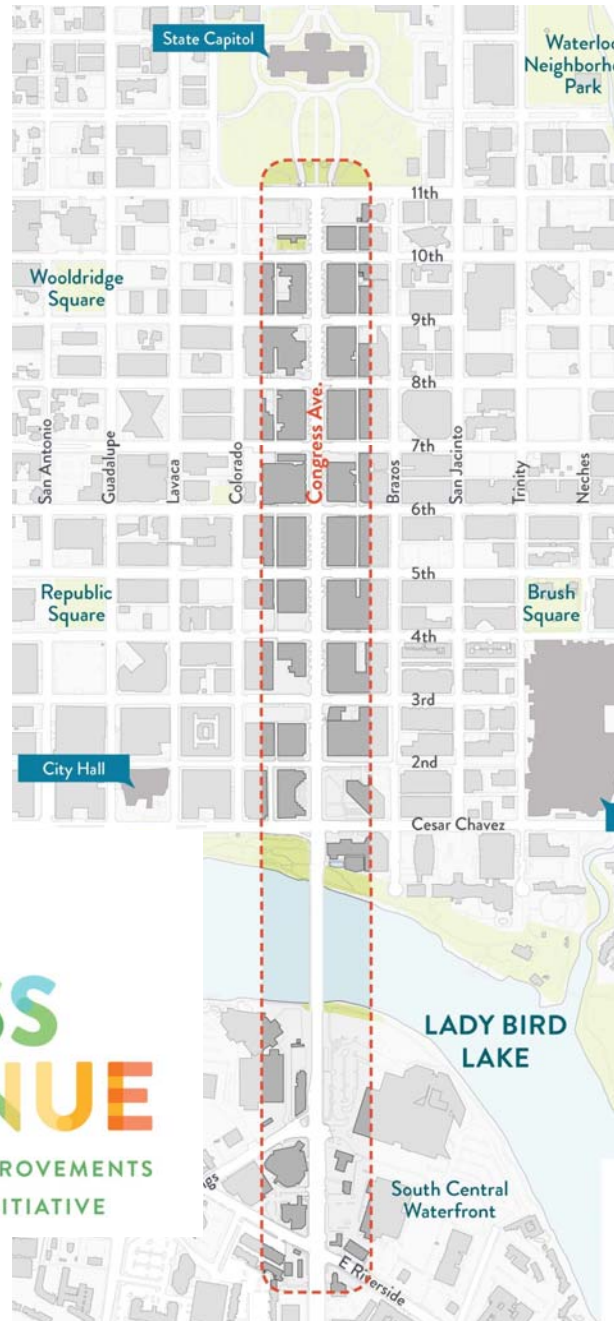 State Capitol
Waterloo
Neighborho
Park
11th
10th
Wooldridge
Square
9th
8th
Congress Ave.
7th
San Antonio
Guadalupe
Lavaca
Colorado
Brazos
San Jacinto
Trinity
Neches
6th
5th
Republic
Square
Brush
Square
4th
3rd
2nd
City Hall
Cesar Chavez
LADY BIRD
LAKE
SS
NUE
ROVEMENTS
ITIATIVE
gs
South Central
Waterfront
E Riverside